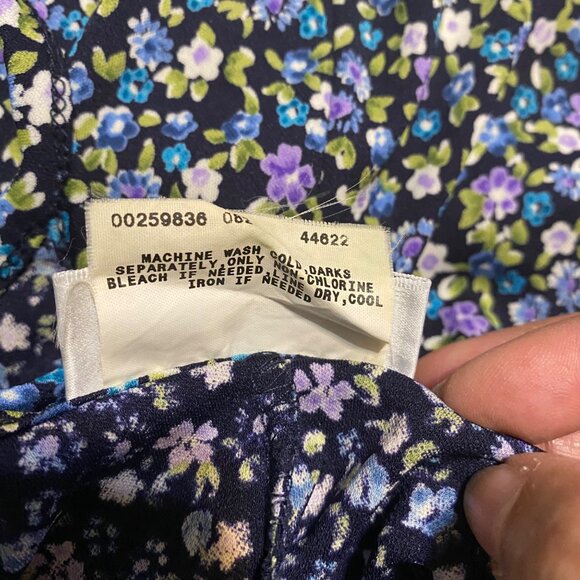 00259836 082 44622
MACHINE WASH COLD,DARKS
SEPARATELY,ONLY NON-CHLORINE
BLEACH IF NEEDED,LINE DRY,COOL
IRON IF NEEDED